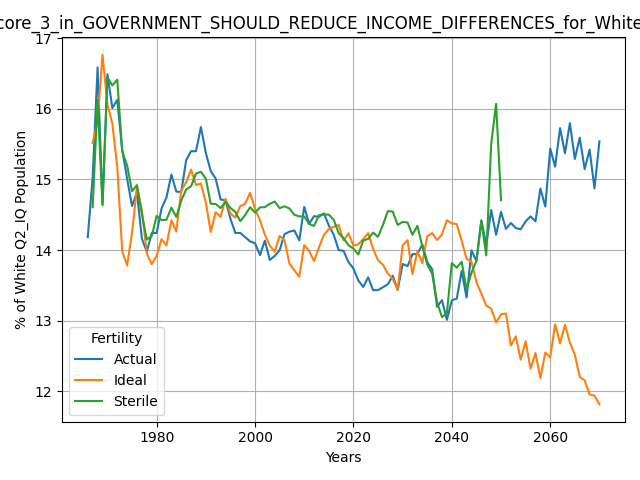 core_3_in_GOVERNMENT_SHOULD_REDUCE_INCOME_DIFFERENCES_for_White
% of White Q2_IQ Population
17
16
15
14
13
12
Fertility
Actual
Ideal
Sterile
1980
2000
2020
2040
2060
Years